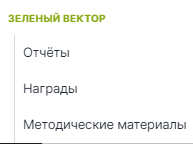 ЗЕЛЕНЫЙ ВЕКТОР
Отчёты
Награды
Методические материалы